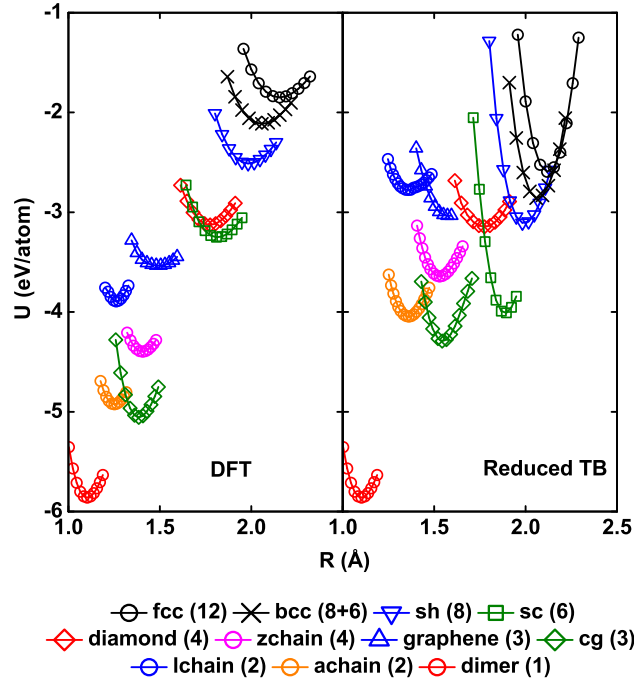 -1
-2
-3
-4
-5
-6
U (eV/atom)
DFT
Reduced TB
1.0 1.5 2.0 1.5 2.0 2.5
R (Å)
fcc (12) bcc (8+6) sh (8) sc (6)
diamond (4) zchain (4) graphene (3) cg (3)
lchain (2) achain (2) dimer (1)